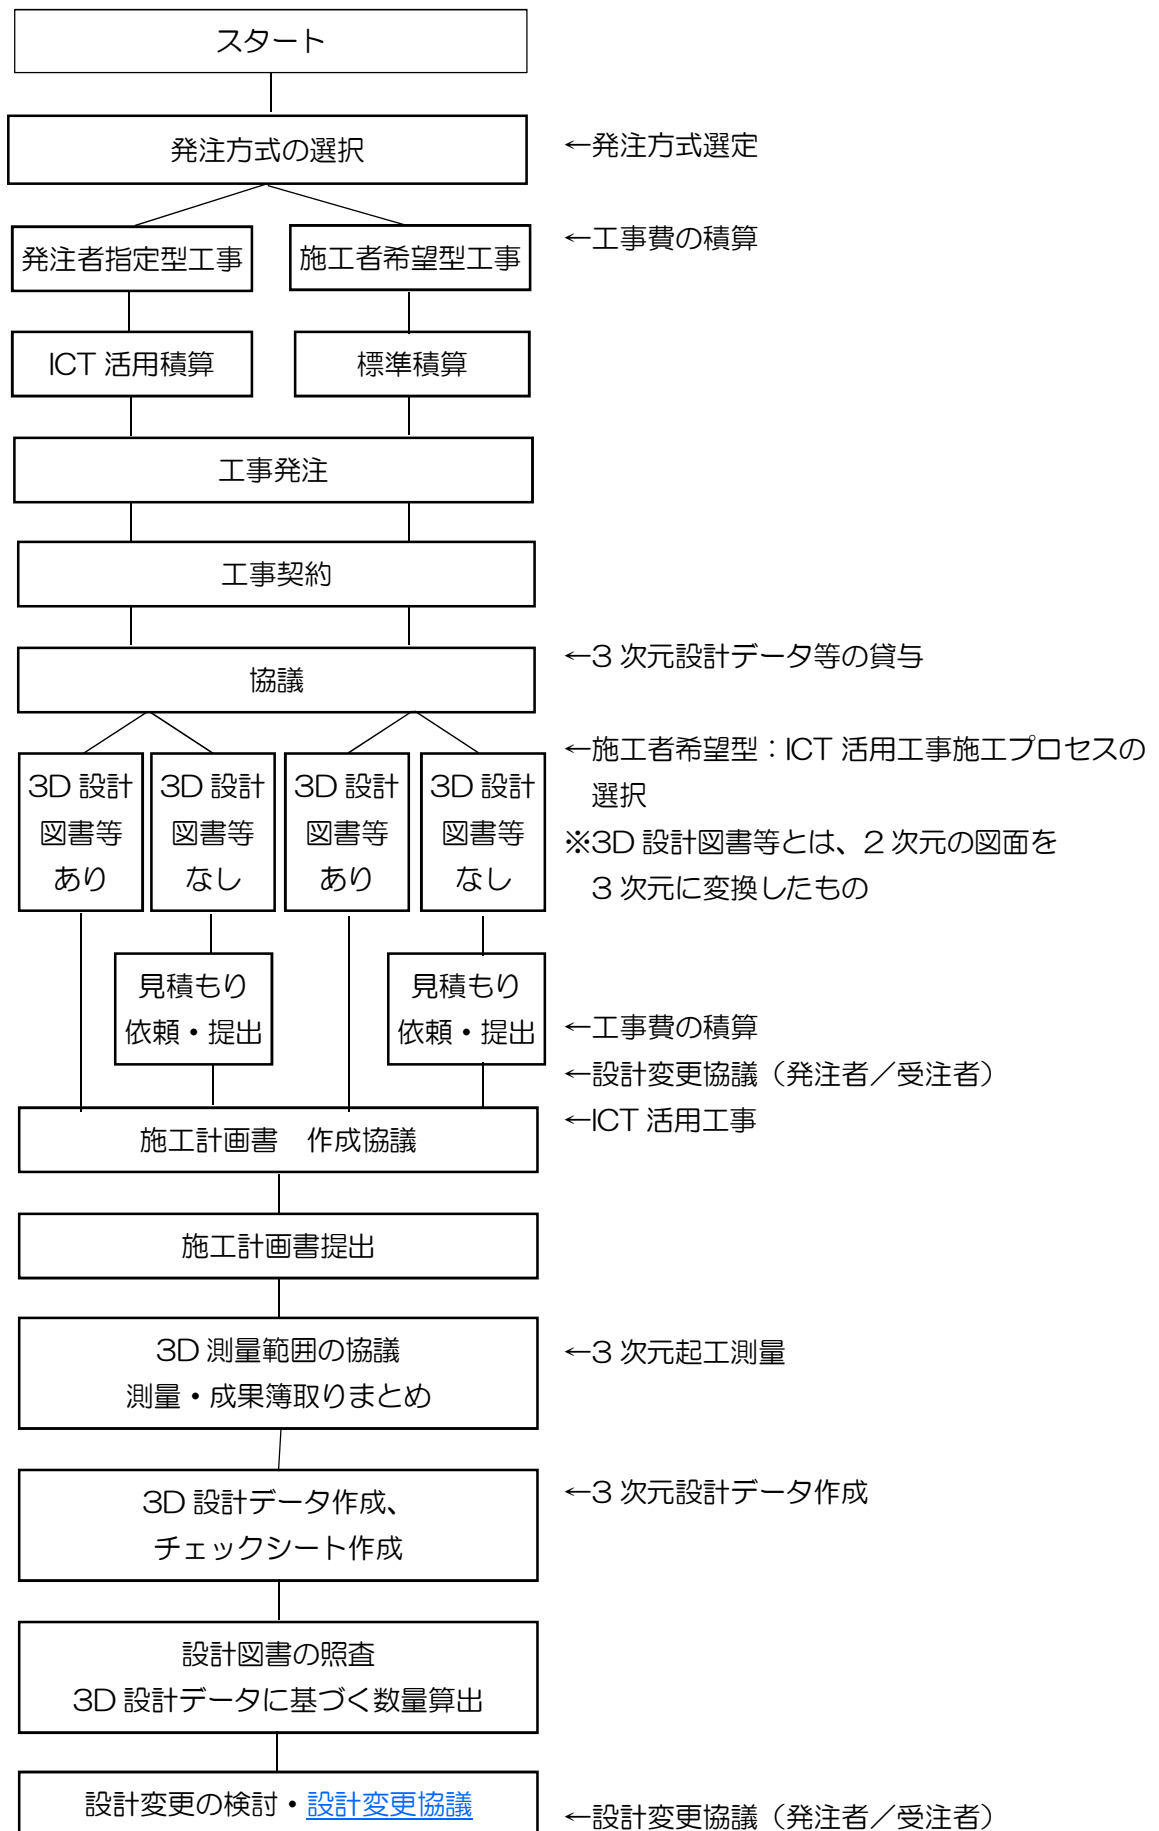 スタート
発注方式の選択
←発注方式選定
発注者指定型工事
施工者希望型工事
←工事費の積算
ICT 活用積算
標準積算
工事発注
工事契約
協議
←3 次元設計データ等の貸与
3D 設計
図書等
あり
3D 設計
図書等
なし
3D 設計
図書等
あり
3D 設計
図書等
なし
←施工者希望型：ICT 活用工事施工プロセスの
選択
※3D 設計図書等とは、2 次元の図面を
3 次元に変換したもの
見積もり
依頼・提出
見積もり
依頼・提出
←工事費の積算
←設計変更協議（発注者／受注者）
←ICT 活用工事
施工計画書　作成協議
施工計画書提出
3D 測量範囲の協議
測量・成果簿取りまとめ
←3 次元起工測量
3D 設計データ作成、
チェックシート作成
←3 次元設計データ作成
設計図書の照査
3D 設計データに基づく数量算出
設計変更の検討・設計変更協議
←設計変更協議（発注者／受注者）